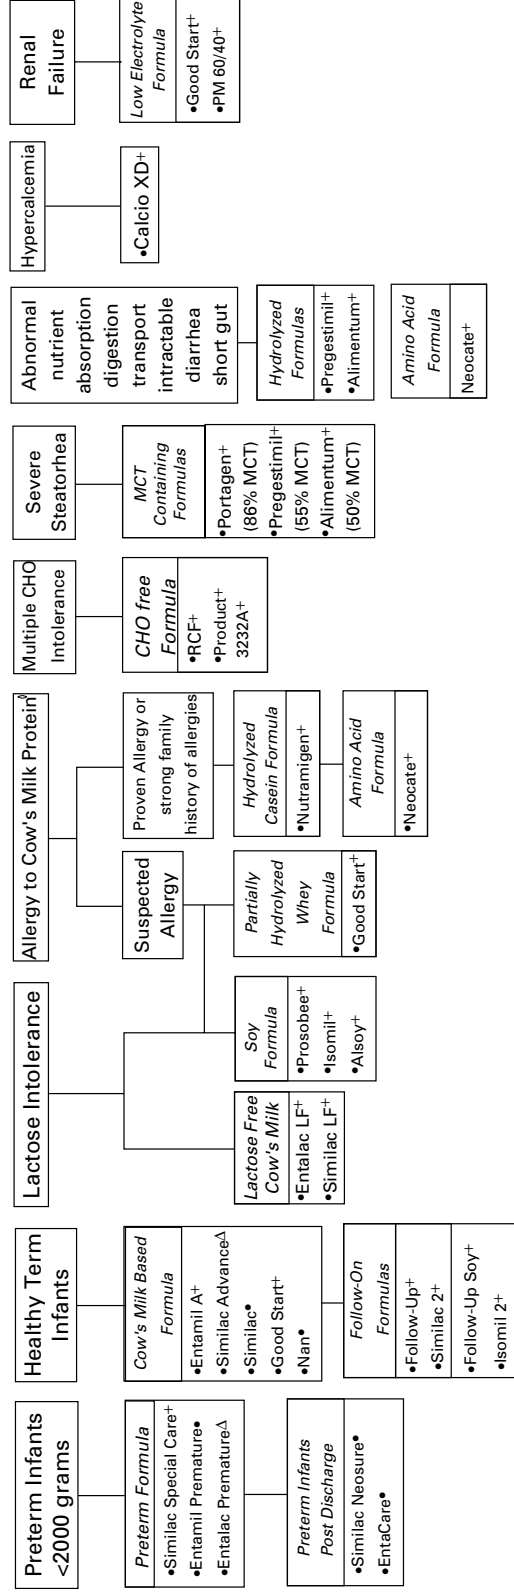 Preterm Infants
<2000 grams
Preterm Formula
•Similac Special Care+
•Entamil Premature•
•Entalac PrematureΔ
Preterm Infants
Post Discharge
•Similac Neosure•
•EntaCare•
Healthy Term
Infants
Cow's Milk Based
Formula
•Entamil A+
•Similac AdvanceΔ
•Similac•
•Good Start+
•Nan•
Follow-On
Formulas
•Follow-Up+
•Similac 2+
•Follow-Up Soy+
•Isomil 2+
Lactose Intolerance
Lactose Free
Cow's Milk
•Entalac LF+
•Similac LF+
Soy
Formula
•Prosobee+
•Isomil+
•Alsoy+
Allergy to Cow's Milk Protein◊
Suspected
Allergy
Partially
Hydrolyzed
Whey
Formula
•Good Start+
Proven Allergy or
strong family
history of allergies
Hydrolyzed
Casein Formula
•Nutramigen+
Amino Acid
Formula
•Neocate+
Multiple CHO
Intolerance
CHO free
Formula
•RCF+
•Product+
3232A+
Severe
Steatorhea
MCT
Containing
Formulas
•Portagen+
(86% MCT)
•Pregestimil+
(55% MCT)
•Alimentum+
(50% MCT)
Abnormal
nutrient
absorption
digestion
transport
intractable
diarrhea
short gut
Hydrolyzed
Formulas
•Pregestimil+
•Alimentum+
Amino Acid
Formula
Neocate+
Hypercalcemia
•Calcio XD+
Renal
Failure
Low Electrolyte
Formula
•Good Start+
•PM 60/40+